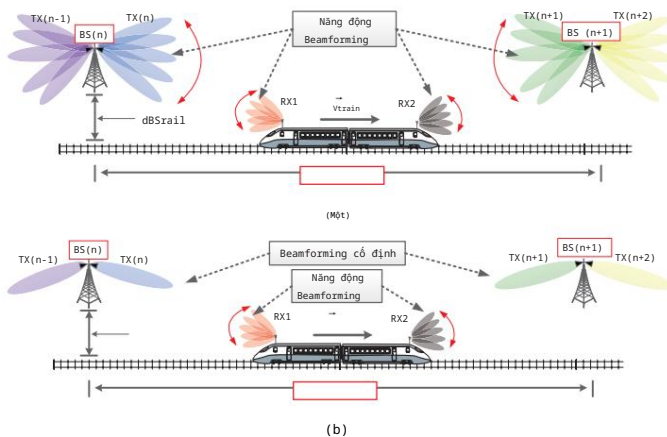 TX(n-1) TX(n)
BS(n)
Năng động
Beamforming
TX(n+1) TX(n+2)
BS (n+1)
RX1
→
Vtrain
RX2
dBSrail
(Một)
BS(n)
TX(n-1) TX(n)
Beamforming cố định
BS(n+1)
TX(n+1) TX(n+2)
Năng động
Beamforming
RX1
→
RX2
(b)